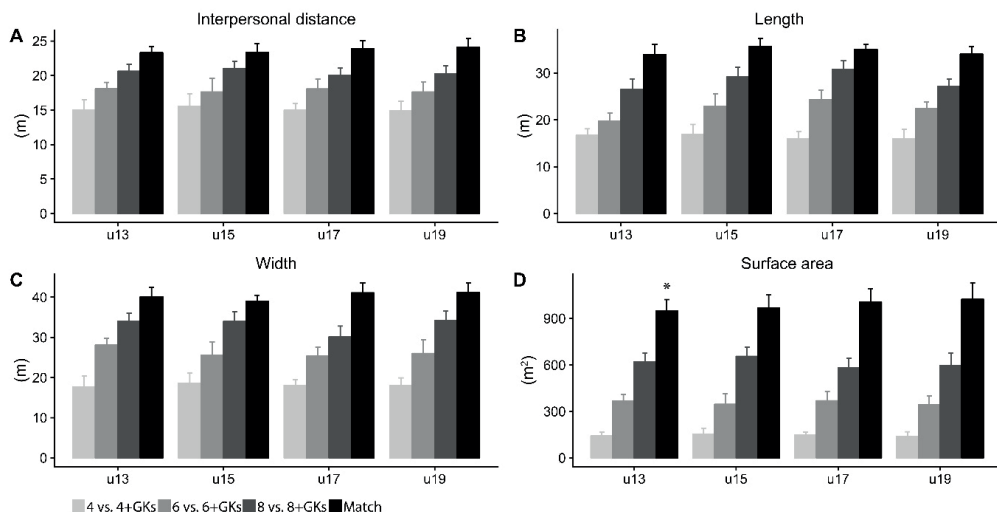 Interpersonal distance
A
25
20
15
10
5
0
(m)
u13 u15 u17 u19
Length
B
30
20
10
0
(m)
u13 u15 u17 u19
Width
C
40
30
20
10
0
(m)
u13 u15 u17 u19
Surface area
D
*
900
600
300
0
(m²)
u13 u15 u17 u19
4 vs. 4+GKs 6 vs. 6+GKs 8 vs. 8+GKs Match